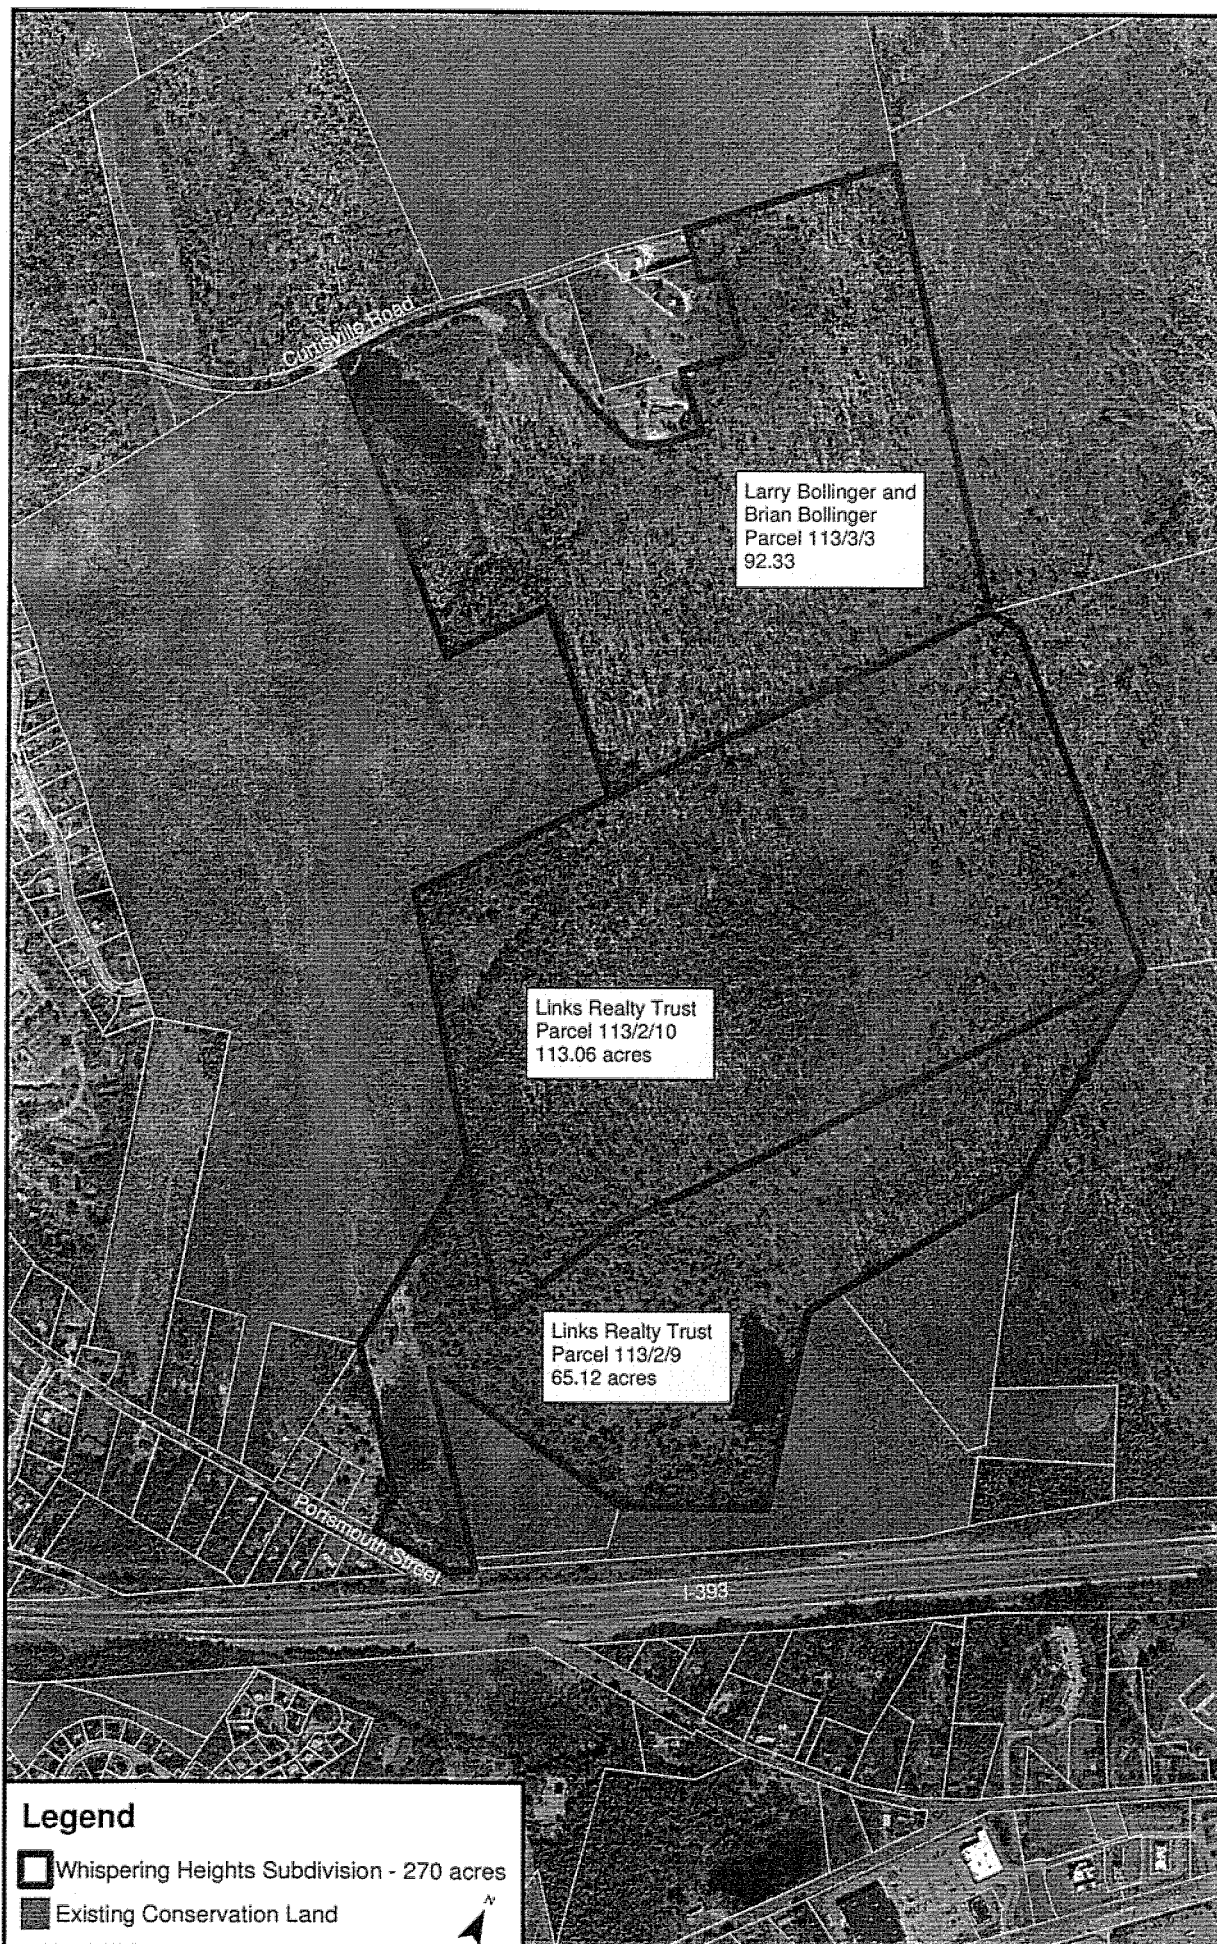 Curtisville Road
Larry Bollinger and
Brian Bollinger
Parcel 113/3/3
92.33
Links Realty Trust
Parcel 113/2/10
113.06 acres
Links Realty Trust
Parcel 113/2/9
65.12 acres
Portsmouth Street
I-393
Legend
Whispering Heights Subdivision - 270 acres
Existing Conservation Land
N